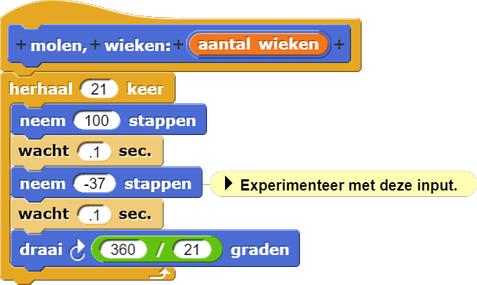 + molen, + wieken: + aantal wieken +
herhaal 21 keer
neem 100 stappen
wacht .1 sec.
neem -37 stappen Experimenteer met deze input.
wacht .1 sec.
draai 360 / 21 graden